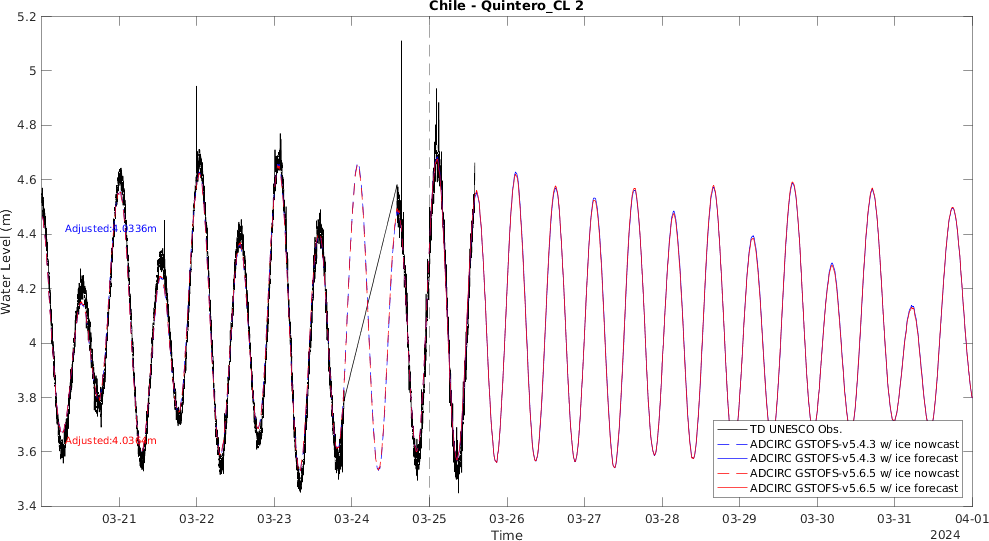 Chile - Quintero_CL 2
5.2
5
4.8
4.6
4.4
4.2
4
3.8
3.6
3.4
Water Level (m)
Adjusted:4.0336m
Adjusted:4.0364m
TD UNESCO Obs.
ADCIRC GSTOFS-v5.4.3 w/ ice nowcast
ADCIRC GSTOFS-v5.4.3 w/ ice forecast
ADCIRC GSTOFS-v5.6.5 w/ ice nowcast
ADCIRC GSTOFS-v5.6.5 w/ ice forecast
03-21 03-22 03-23 03-24 03-25 03-26 03-27 03-28 03-29 03-30 03-31 04-01
Time
2024